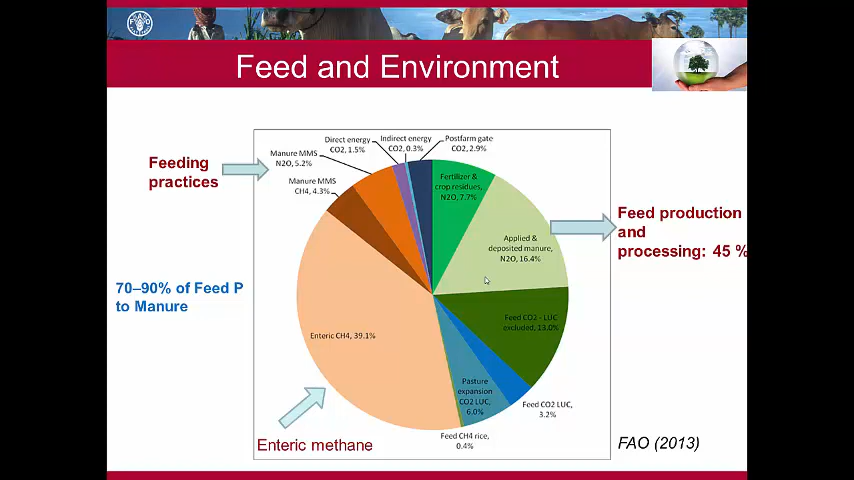 Feed and Environment
Feeding
practices
Direct energy
CO2, 1.5%
Indirect energy
CO2, 0.3%
Postfarm gate
CO2, 2.9%
Manure MMS
N2O, 5.2%
Manure MMS
CH4, 4.3%
Fertilizer &
crop residues,
N2O, 7.7%
Applied &
deposited manure,
N2O, 16.4%
Feed production
and
processing: 45 %
70–90% of Feed P
to Manure
Feed CO2 - LUC
excluded, 13.0%
Enteric CH4, 39.1%
Pasture
expansion
CO2 LUC,
6.0%
Feed CO2 LUC,
3.2%
Feed CH4 rice,
0.4%
Enteric methane
FAO (2013)